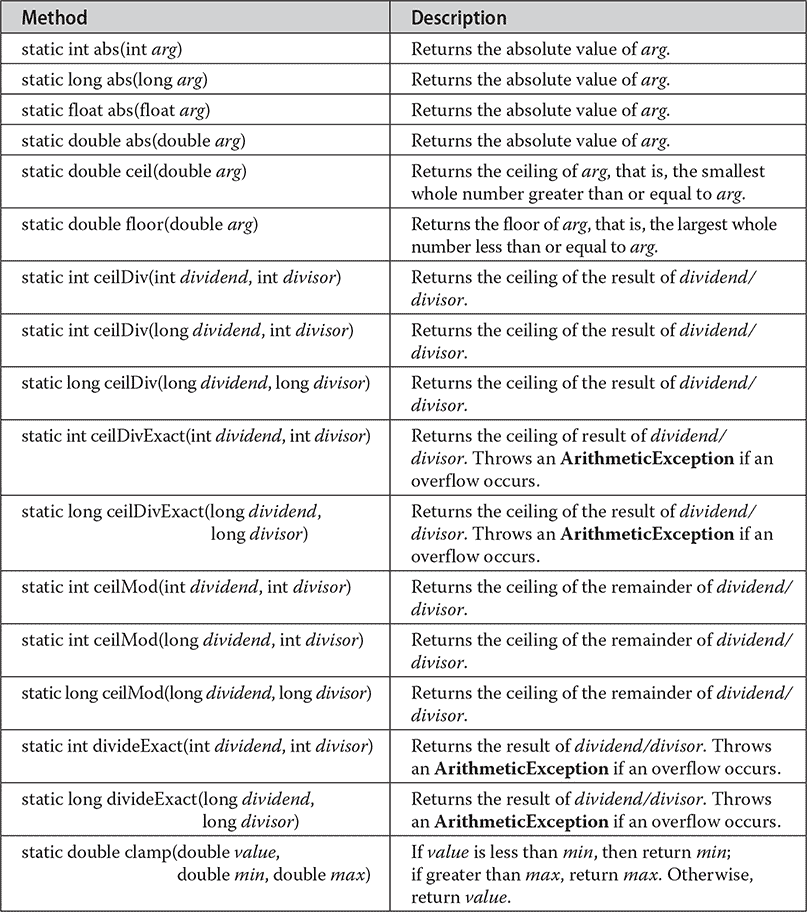 Method Description
static int abs(int arg) Returns the absolute value of arg.
static long abs(long arg) Returns the absolute value of arg.
static float abs(float arg) Returns the absolute value of arg.
static double abs(double arg) Returns the absolute value of arg.
static double ceil(double arg) Returns the ceiling of arg, that is, the smallest
whole number greater than or equal to arg.
static double floor(double arg) Returns the floor of arg, that is, the largest whole
number less than or equal to arg.
static int ceilDiv(int dividend, int divisor) Returns the ceiling of the result of dividend/
divisor.
static int ceilDiv(long dividend, int divisor) Returns the ceiling of the result of dividend/
divisor.
static long ceilDiv(long dividend, long divisor) Returns the ceiling of the result of dividend/
divisor.
static int ceilDivExact(int dividend, int divisor) Returns the ceiling of result of dividend/
divisor. Throws an ArithmeticException if an
overflow occurs.
static long ceilDivExact(long dividend, Returns the ceiling of the result of dividend/
long divisor) divisor. Throws an ArithmeticException if an
overflow occurs.
static int ceilMod(int dividend, int divisor) Returns the ceiling of the remainder of dividend/
divisor.
static int ceilMod(long dividend, int divisor) Returns the ceiling of the remainder of dividend/
divisor.
static long ceilMod(long dividend, long divisor) Returns the ceiling of the remainder of dividend/
divisor.
static int divideExact(int dividend, int divisor) Returns the result of dividend/divisor. Throws
an ArithmeticException if an overflow occurs.
static long divideExact(long dividend, Returns the result of dividend/divisor. Throws
long divisor) an ArithmeticException if an overflow occurs.
static double clamp(double value, If value is less than min, then return min;
double min, double max) if greater than max, return max. Otherwise,
return value.